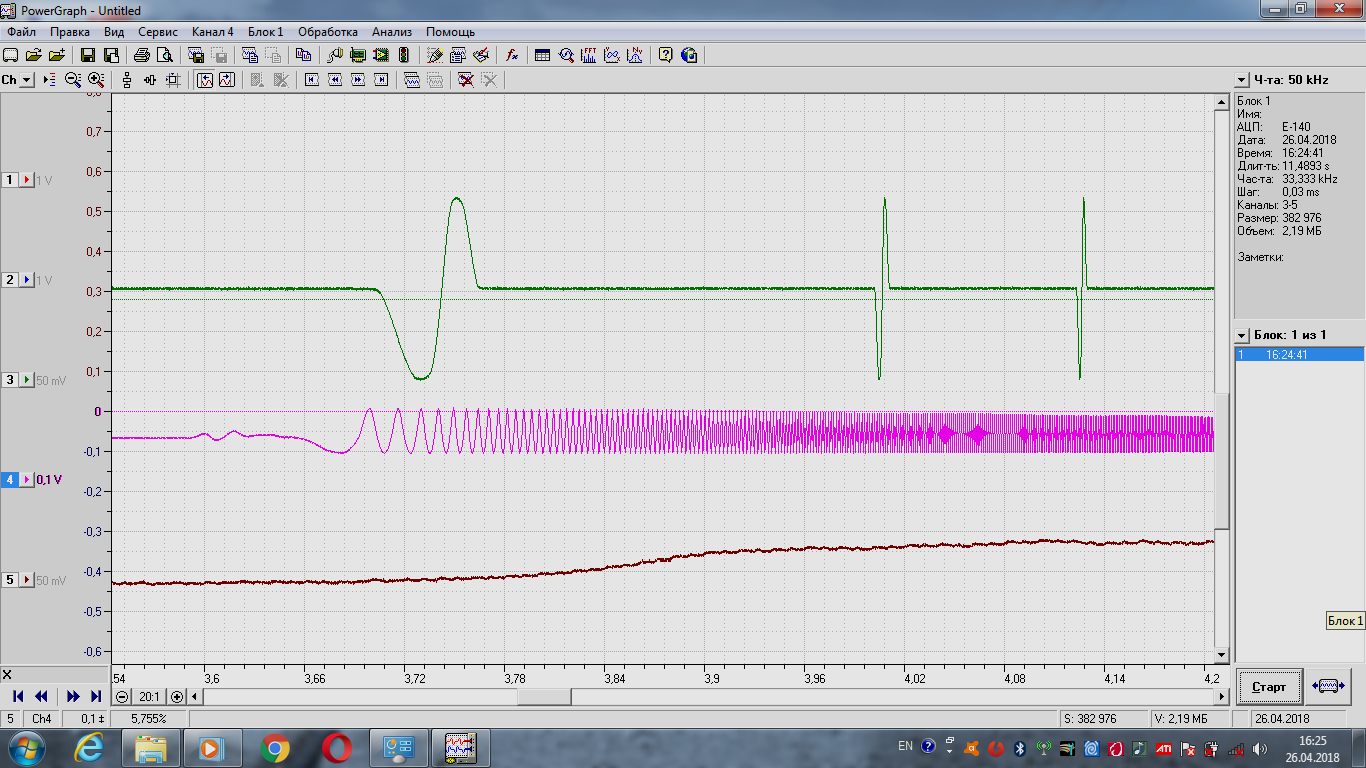 PowerGraph - Untitled
Файл Правка Вид Сервис Канал 4 Блок 1 Обработка Анализ Помощь
Ch
Ч-та: 50 kHz
Блок 1
Имя:
АЦП: E-140
Дата: 26.04.2018
Время: 16:24:41
Длит-ть: 11,4893 s
Час-та: 33,333 kHz
Шаг: 0,03 ms
Каналы: 3-5
Размер: 382 976
Объем: 2,19 МБ
Заметки:
Блок: 1 из 1
1 16:24:41
Блок 1
Старт
1 1 V
2 1 V
3 50 mV
4 0,1 V
5 50 mV
0,7
0,6
0,5
0,4
0,3
0,2
0,1
0
-0,1
-0,2
-0,3
-0,4
-0,5
-0,6
,54 3,6 3,66 3,72 3,78 3,84 3,9 3,96 4,02 4,08 4,14 4,2
20:1
5 Ch4 0,1 5,755% S: 382 976 V: 2,19 МБ 26.04.2018
EN
16:25
26.04.2018